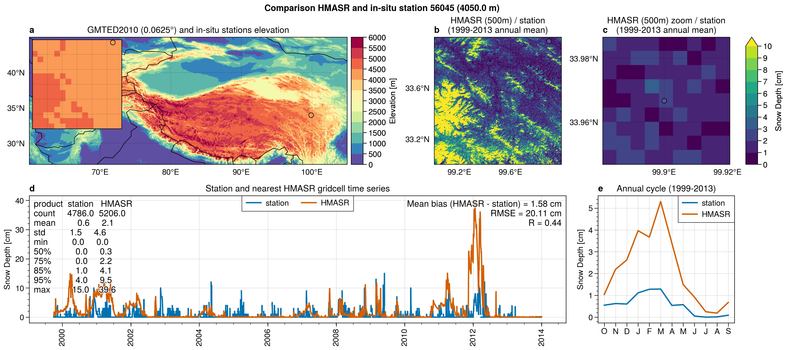 Comparison HMASR and in-situ station 56045 (4050.0 m)
a GMTED2010 (0.0625°) and in-situ stations elevation
40°N
35°N
30°N
70°E 80°E 90°E 100°E
6000
5500
5000
4500
4000
3500
3000
2500
2000
1500
1000
500
0
Elevation [m]
b HMASR (500m) / station
(1999-2013 annual mean)
33.6°N
33.2°N
99.2°E 99.6°E
c HMASR (500m) zoom / station
(1999-2013 annual mean)
33.98°N
33.96°N
99.9°E 99.92°E
10
9
8
7
6
5
4
3
2
1
0
Snow Depth [cm]
d Station and nearest HMASR gridcell time series
station HMASR
product station HMASR
count 4786.0 5206.0
mean 0.6 2.1
std 1.5 4.6
min 0.0 0.0
50% 0.0 0.3
75% 0.0 2.2
85% 1.0 4.1
95% 4.0 9.5
max 15.0 39.6
Mean bias (HMASR - station) = 1.58 cm
RMSE = 20.11 cm
R = 0.44
Snow Depth [cm]
40
30
20
10
0
2000 2002 2004 2006 2008 2010 2012 2014
e Annual cycle (1999-2013)
station
HMASR
Snow Depth [cm]
5
4
3
2
1
0
O N D J F M A M J J A S